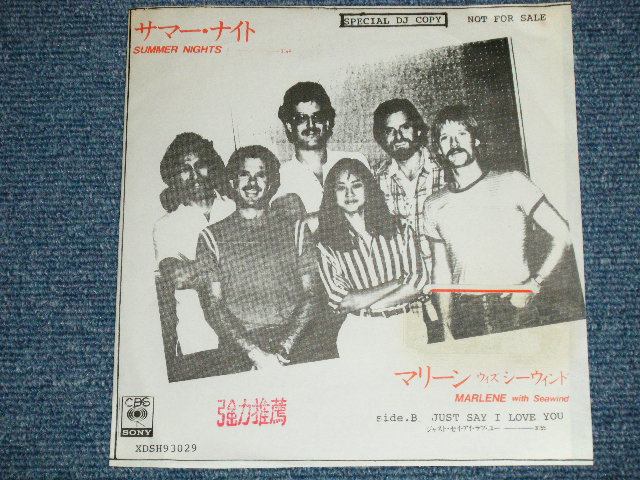 サマー・ナイト
SUMMER NIGHTS
SPECIAL DJ COPY
NOT FOR SALE
マリーン ウィズ シーウィンド
MARLENE with Seawind
side.B JUST SAY I LOVE YOU
ジャスト・セイ・アイ・ラブ・ユー
強力推薦
CBS
SONY
XDSH93029